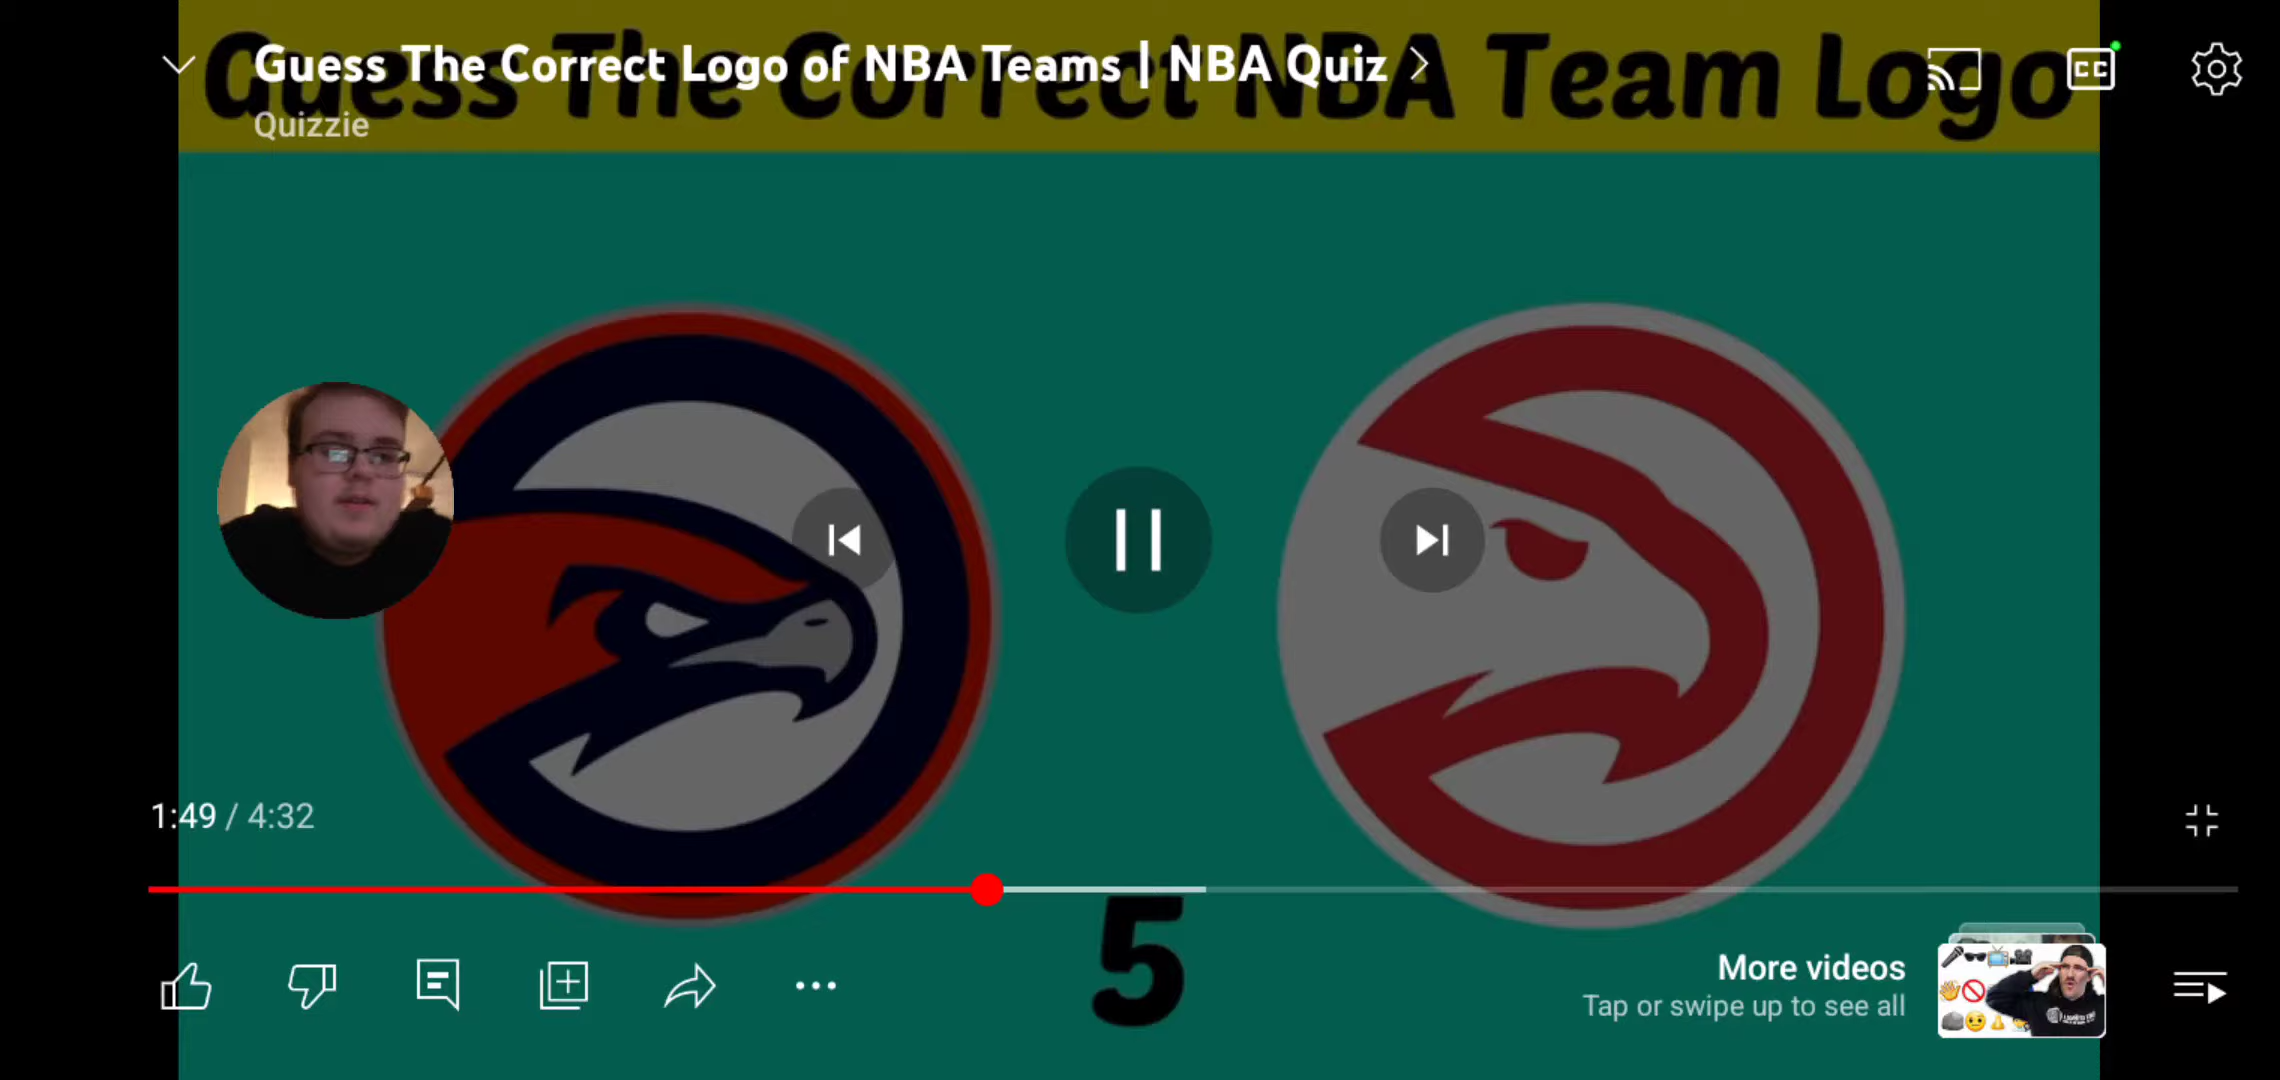 Guess The Correct NBA Team Logo
Guess The Correct Logo of NBA Teams | NBA Quiz
Quizzie
CC
1:49 / 4:32
5
More videos
Tap or swipe up to see all